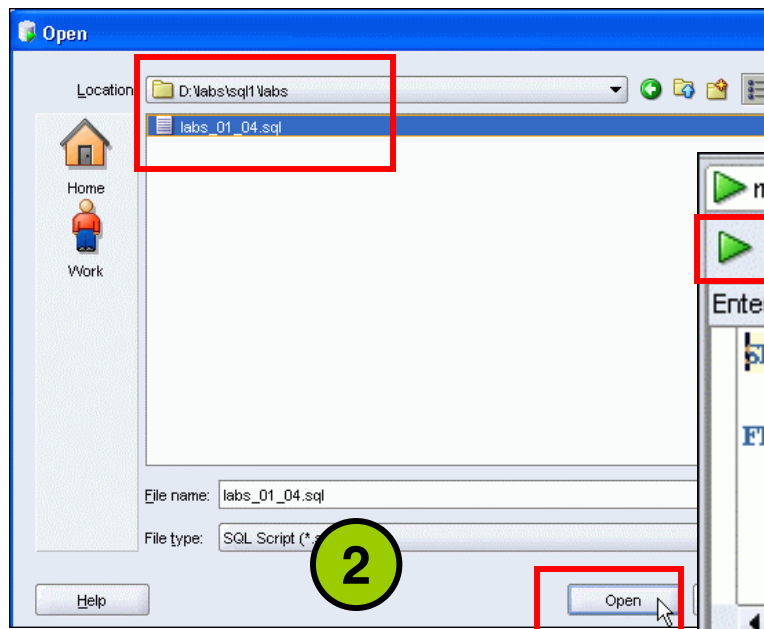 Open
Location D:\labs\sql1\labs
labs_01_04.sql
Home
Work
File name: labs_01_04.sql
File type: SQL Script (*.s
2
Help
Open